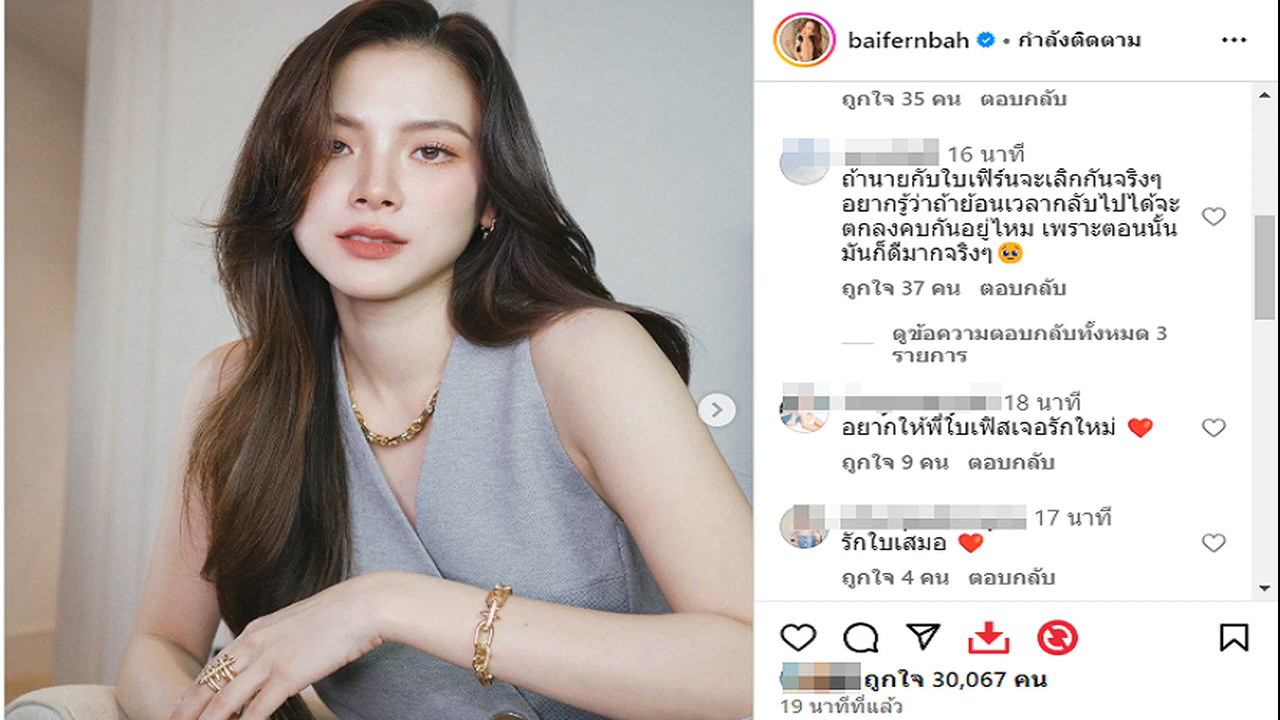 baifernbah • กำลังติดตาม
ถูกใจ 35 คน ตอบกลับ
16 นาที
ถ้านายกับใบเฟิร์นจะเลิกกันจริงๆ
อยากรู้ว่าถ้าย้อนเวลากลับไปได้จะ
ตกลงคบกันอยู่ไหม เพราะตอนนั้น
มันก็ดีมากจริงๆ🥹
ถูกใจ 37 คน ตอบกลับ
ดูข้อความตอบกลับทั้งหมด 3
รายการ
18 นาที
อยากให้พี่ใบเฟิสเจอรักใหม่ ❤️
ถูกใจ 9 คน ตอบกลับ
17 นาที
รักใบเสมอ ❤️
ถูกใจ 4 คน ตอบกลับ
ถูกใจ 30,067 คน
19 นาทีที่แล้ว